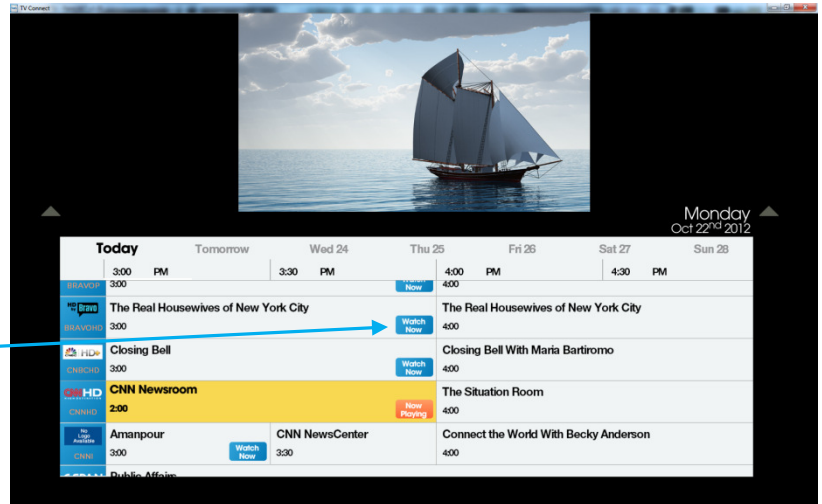 TV Connect
Monday
Oct 22nd 2012
Today Tomorrow Wed 24 Thu 25 Fri 26 Sat 27 Sun 28
3:00 PM 3:30 PM 4:00 PM 4:30 PM
BRAVOP 3:00 Watch Now 4:00
HD by Bravo The Real Housewives of New York City The Real Housewives of New York City
BRAVOHD 3:00 Watch Now 4:00
HD Closing Bell Closing Bell With Maria Bartiromo
CNBCHD 3:00 Watch Now 4:00
CNN HD CNN Newsroom The Situation Room
CNNHD 2:00 Now Playing 4:00
No Logo Available Amanpour CNN NewsCenter Connect the World With Becky Anderson
CNNI 3:00 Watch Now 3:30 4:00
Public Affairs